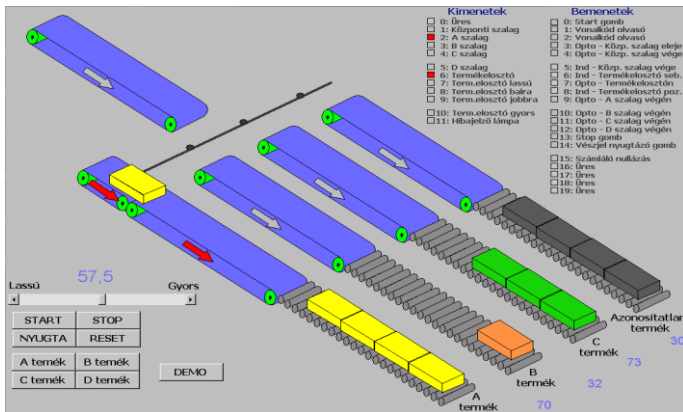 Kimenetek
0: Üres
1: Központi szalag
2: A szalag
3: B szalag
4: C szalag
5: D szalag
6: Termékelosztó
7: Term.elosztó lassú
8: Term.elosztó balra
9: Term.elosztó jobbra
10: Term.elosztó gyors
11: Hibajelző lámpa
Bemenetek
0: Start gomb
1: Vonalkód olvasó
2: Vonalkód olvasó
3: Opto - Közp. szalag eleje
4: Opto - Közp. szalag vége
5: Ind - Közp. szalag vége
6: Ind - Termékelosztó seb.
7: Opto - Termékelosztón
8: Ind - Termékelosztó poz.
9: Opto - A szalag végén
10: Opto - B szalag végén
11: Opto - C szalag végén
12: Opto - D szalag végén
13: Stop gomb
14: Vészjel nyugtázó gomb
15: Számláló nullázás
16: Üres
17: Üres
18: Üres
19: Üres
57,5
Lassú
Gyors
START
STOP
NYUGTA
RESET
A temék
B temék
C temék
D temék
DEMO
A
termék
70
B
termék
32
C
termék
73
Azonosítatlan
termék
30